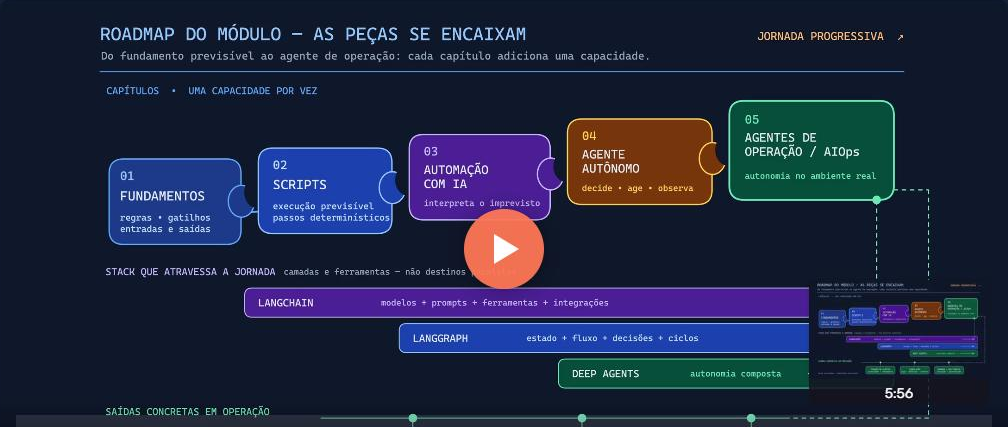 ROADMAP DO MÓDULO — AS PEÇAS SE ENCAIXAM
JORNADA PROGRESSIVA ↗
Do fundamento previsível ao agente de operação: cada capítulo adiciona uma capacidade.
CAPÍTULOS • UMA CAPACIDADE POR VEZ
01
FUNDAMENTOS
regras • gatilhos
entradas e saídas
02
SCRIPTS
execução previsível
passos determinísticos
03
AUTOMAÇÃO
COM IA
interpreta o imprevisto
04
AGENTE
AUTÔNOMO
decide • age • observa
05
AGENTES DE
OPERAÇÃO / AIOps
autonomia no ambiente real
STACK QUE ATRAVESSA A JORNADA camadas e ferramentas — não destinos
LANGCHAIN modelos + prompts + ferramentas + integrações
LANGGRAPH estado + fluxo + decisões + ciclos
DEEP AGENTS autonomia composta
SAÍDAS CONCRETAS EM OPERAÇÃO
5:56